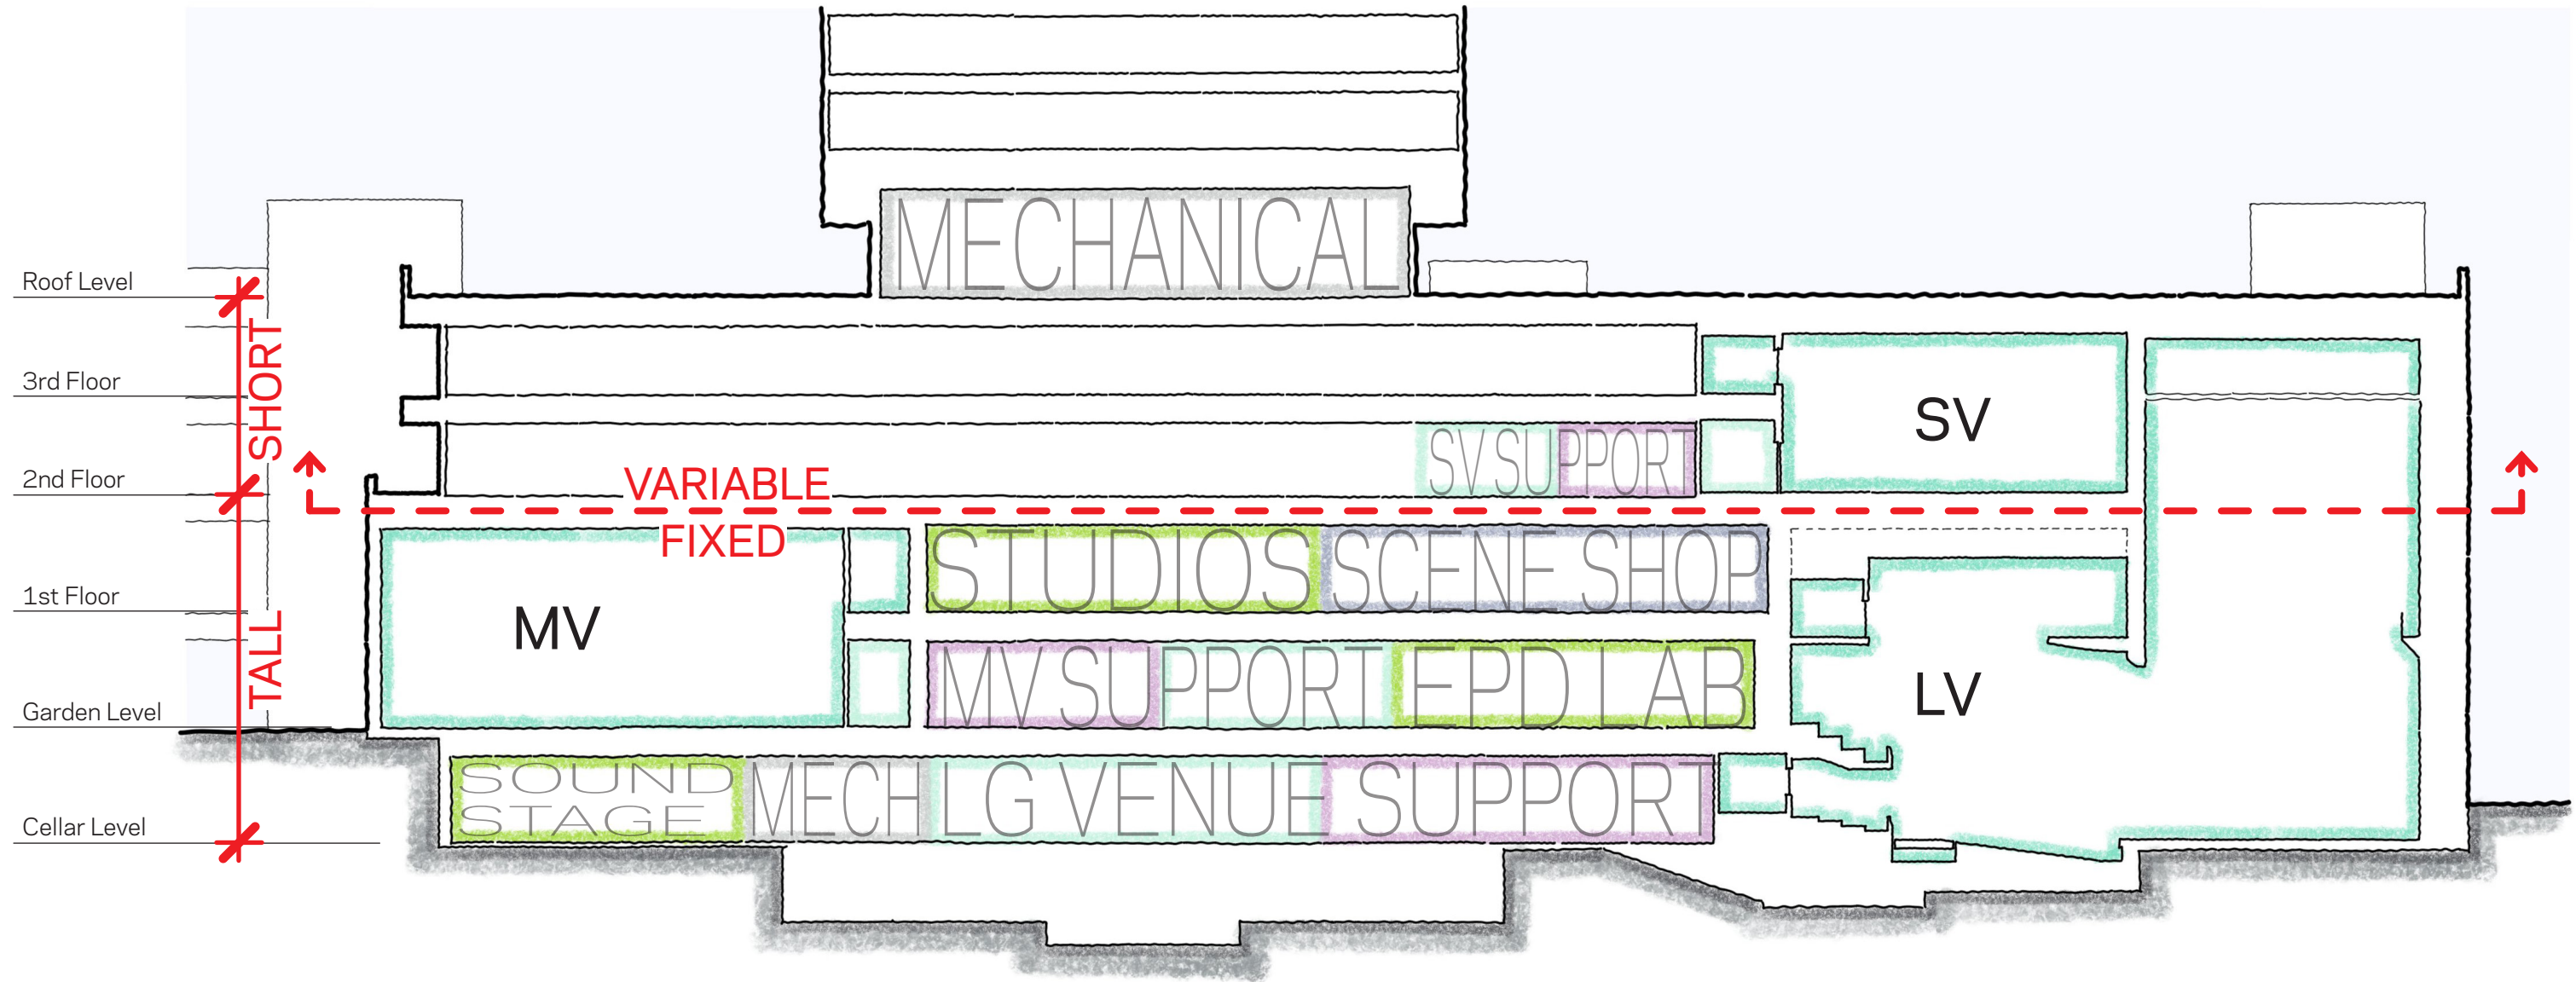 MECHANICAL
Roof Level
SHORT
3rd Floor
SV
SV SUPPORT
2nd Floor
VARIABLE
FIXED
STUDIOS
SCENE SHOP
1st Floor
MV
TALL
MV SUPPORT
EPD LAB
LV
Garden Level
SOUND
STAGE
MECH
LG VENUE SUPPORT
Cellar Level